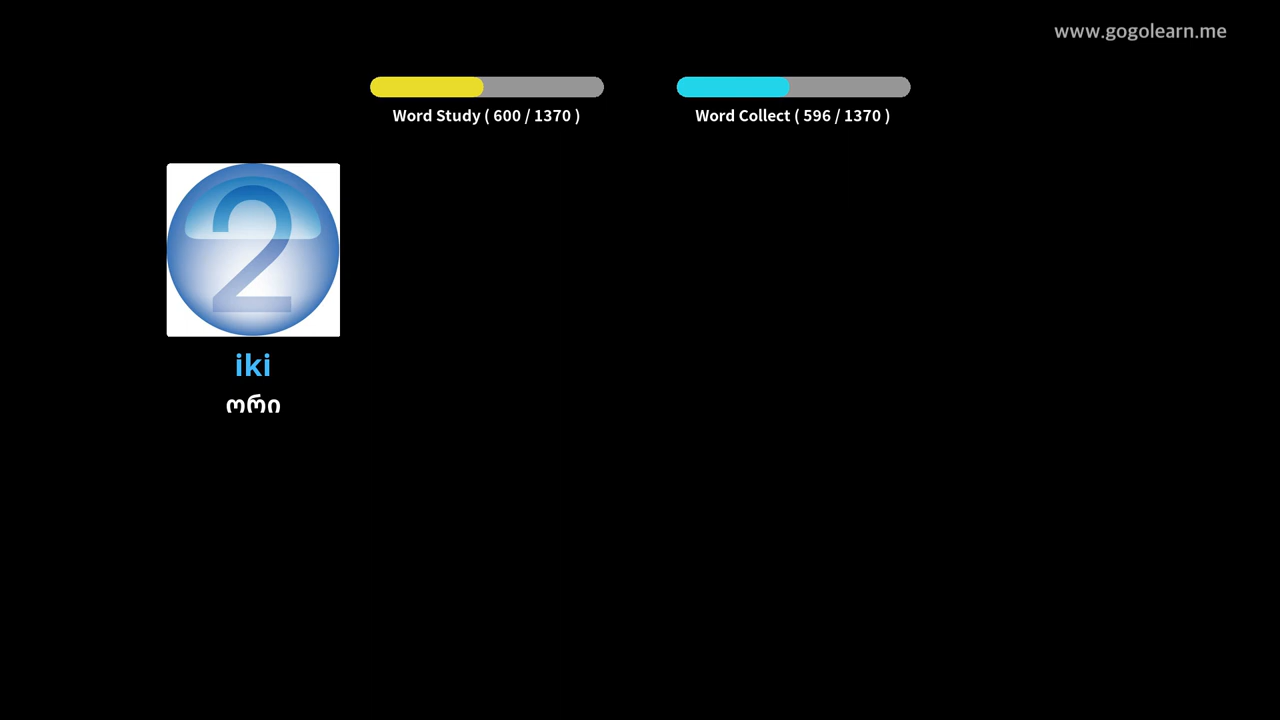 www.gogolearn.me
Word Study ( 600 / 1370 )
Word Collect ( 596 / 1370 )
2
iki
ორი